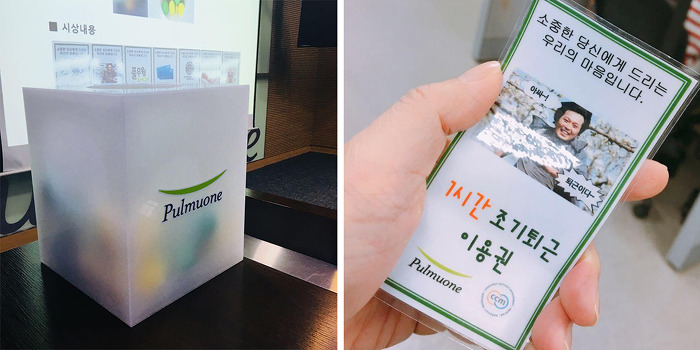 ■ 시상내용
Pulmuone
소중한 당신에게 드리는
우리의 마음입니다.
아싸~!
퇴근이다~
1시간 조기퇴근
이용권
Pulmuone
ccm